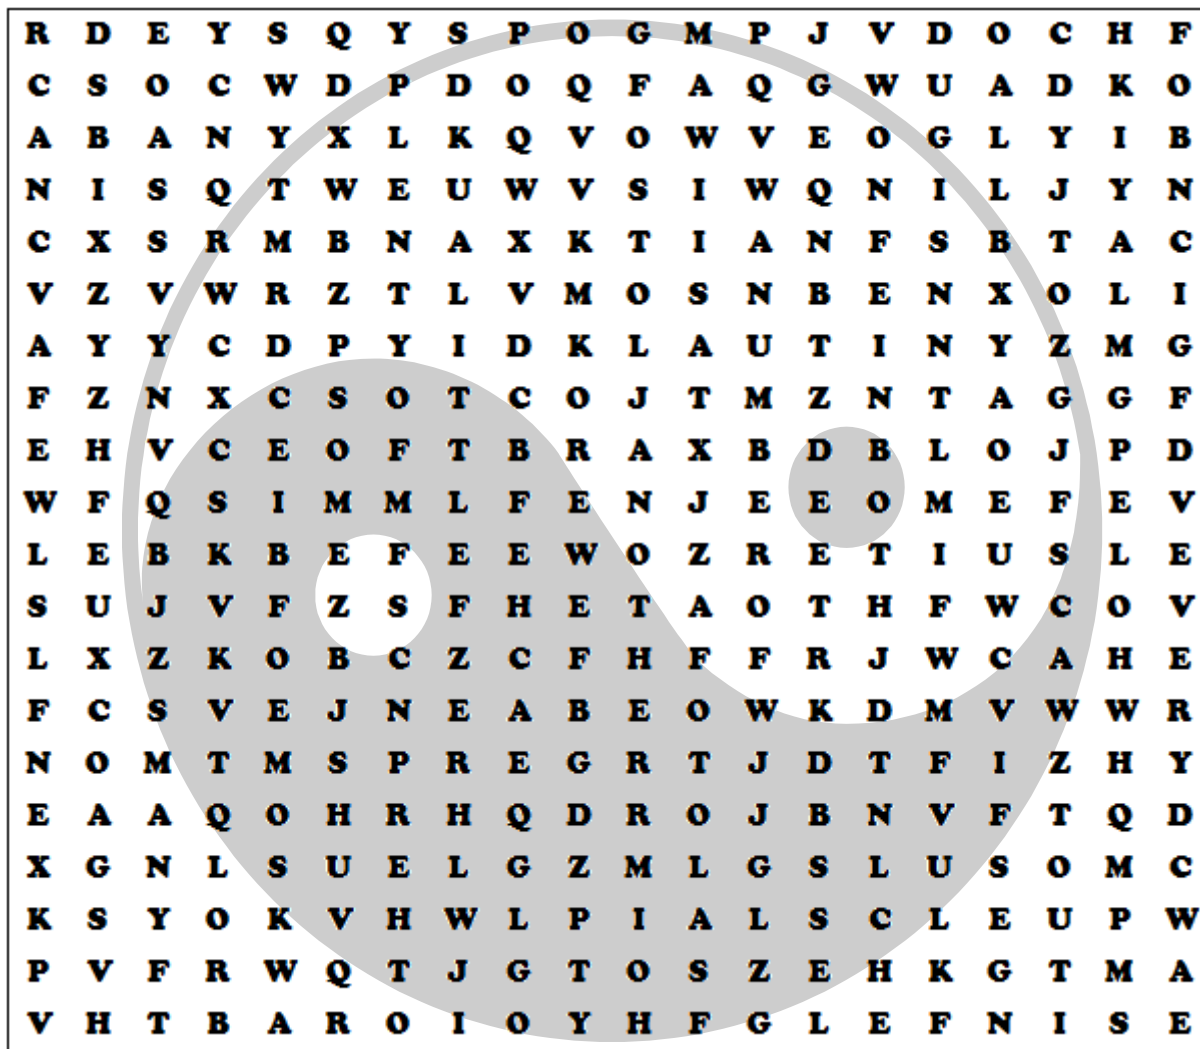 R D E Y S Q Y S P O G M P J V D O C H F
C S O C W D P D O Q F A Q G W U A D K O
A B A N Y X L K Q V O W V E O G L Y I B
N I S Q T W E U W V S I W Q N I L J Y N
C X S R M B N A X K T I A N F S B T A C
V Z V W R Z T L V M O S N B E N X O L I
A Y Y C D P Y I D K L A U T I N Y Z M G
F Z N X C S O T C O J T M Z N T A G G F
E H V C E O F T B R A X B D B L O J P D
W F Q S I M M L F E N J E E O M E F E V
L E B K B E F E E W O Z R E T I U S L E
S U J V F Z S F H E T A O T H F W C O V
L X Z K O B C Z C F H F F R J W C A H E
F C S V E J N E A B E O W K D M V W W R
N O M T M S P R E G R T J D T F I Z H Y
E A A Q O H R H Q D R O J B N V F T Q D
X G N L S U E L G Z M L G S L U S O M C
K S Y O K V H W L P I A L S C L E U P W
P V F R W Q T J G T O S Z E H K G T M A
V H T B A R O I O Y H F G L E F N I S E